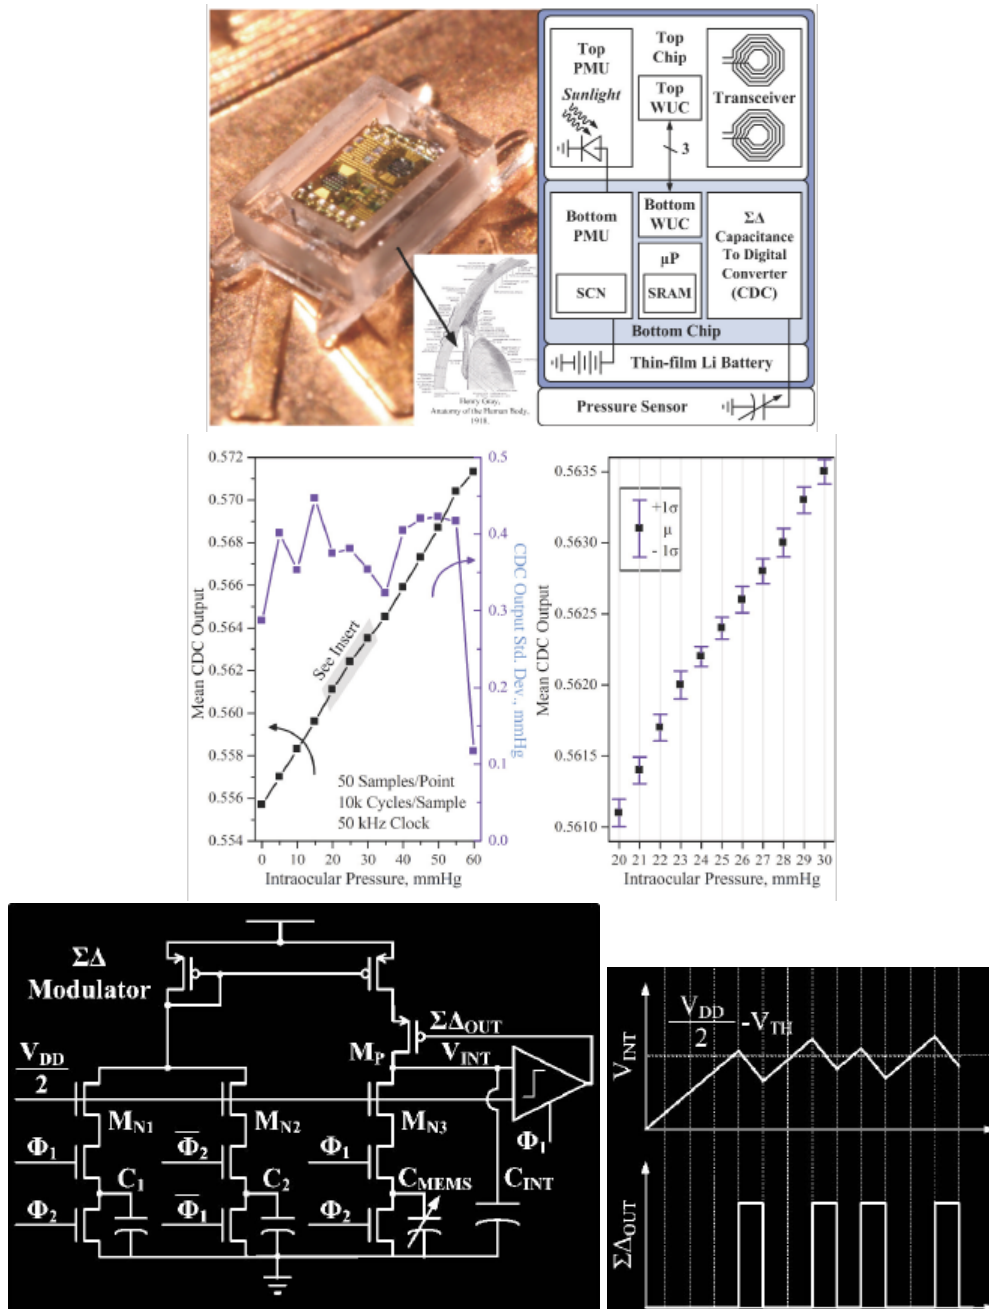 Top
PMU
Sunlight
Top
Chip
Top
WUC
Transceiver
3
Bottom
PMU
SCN
Bottom
WUC
μP
SRAM
ΣΔ
Capacitance
To Digital
Converter
(CDC)
Bottom Chip
Thin-film Li Battery
Pressure Sensor
Henry Gray,
Anatomy of the Human Body,
1918.
0.572
0.570
0.568
0.566
0.564
0.562
0.560
0.558
0.556
0.554
Mean CDC Output
0.5
0.4
0.3
0.2
0.1
0.0
CDC Output Std. Dev., mmHg
See Insert
50 Samples/Point
10k Cycles/Sample
50 kHz Clock
0 10 20 30 40 50 60
Intraocular Pressure, mmHg
0.5635
0.5630
0.5625
0.5620
0.5615
0.5610
Mean CDC Output
+1σ
μ
-1σ
20 21 22 23 24 25 26 27 28 29 30
Intraocular Pressure, mmHg
ΣΔ
Modulator
ΣΔOUT
VDD
2
MP
VINT
MN1
MN2
MN3
Φ1
Φ̅2
Φ1
Φ1
C1
C2
CMEMS
CINT
Φ2
Φ̅1
Φ2
VINT
VDD
2
-VTH
ΣΔOUT